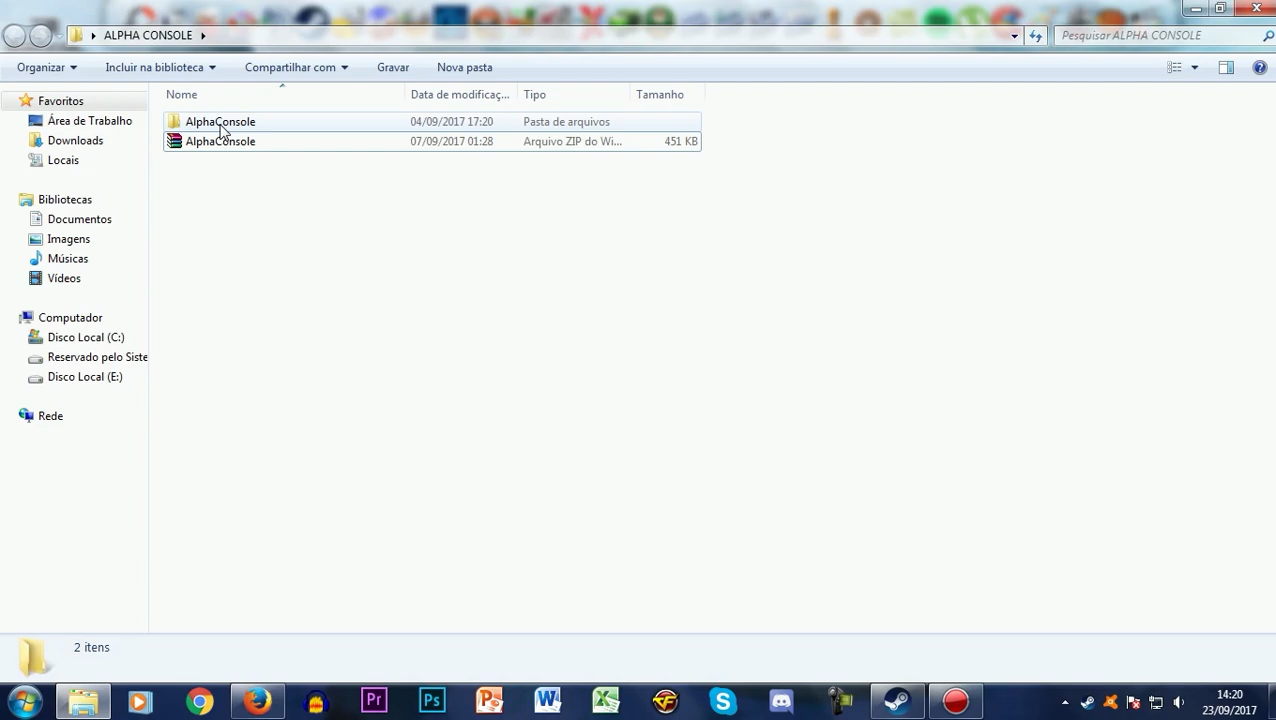 ALPHA CONSOLE
Pesquisar ALPHA CONSOLE
Organizar Incluir na biblioteca Compartilhar com Gravar Nova pasta
Nome Data de modificaç... Tipo Tamanho
AlphaConsole 04/09/2017 17:20 Pasta de arquivos
AlphaConsole 07/09/2017 01:28 Arquivo ZIP do Wi... 451 KB
Favoritos
Área de Trabalho
Downloads
Locais
Bibliotecas
Documentos
Imagens
Músicas
Vídeos
Computador
Disco Local (C:)
Reservado pelo Siste
Disco Local (E:)
Rede
2 itens
Pr Ps
14:20
23/09/2017